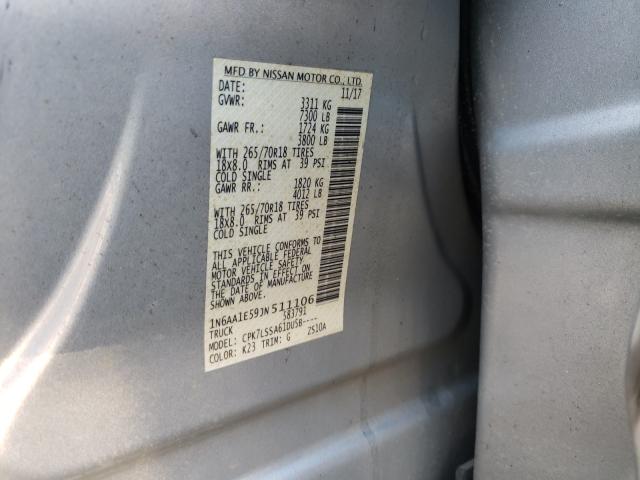 MFD BY NISSAN MOTOR CO., LTD.
DATE: 11/17
GVWR: 3311 KG
7300 LB
GAWR FR.: 1724 KG
3800 LB
WITH 265/70R18 TIRES
18X8.0 RIMS AT 39 PSI
COLD SINGLE
GAWR RR.: 1820 KG
4012 LB
WITH 265/70R18 TIRES
18X8.0 RIMS AT 39 PSI
COLD SINGLE
THIS VEHICLE CONFORMS TO
ALL APPLICABLE FEDERAL
MOTOR VEHICLE SAFETY
STANDARDS IN EFFECT ON
THE DATE OF MANUFACTURE
SHOWN ABOVE.
1N6AA1E59JN511106
TRUCK 583791
MODEL: CPK7LSSA61DUSB----
COLOR: K23 TRIM: G 2S10A